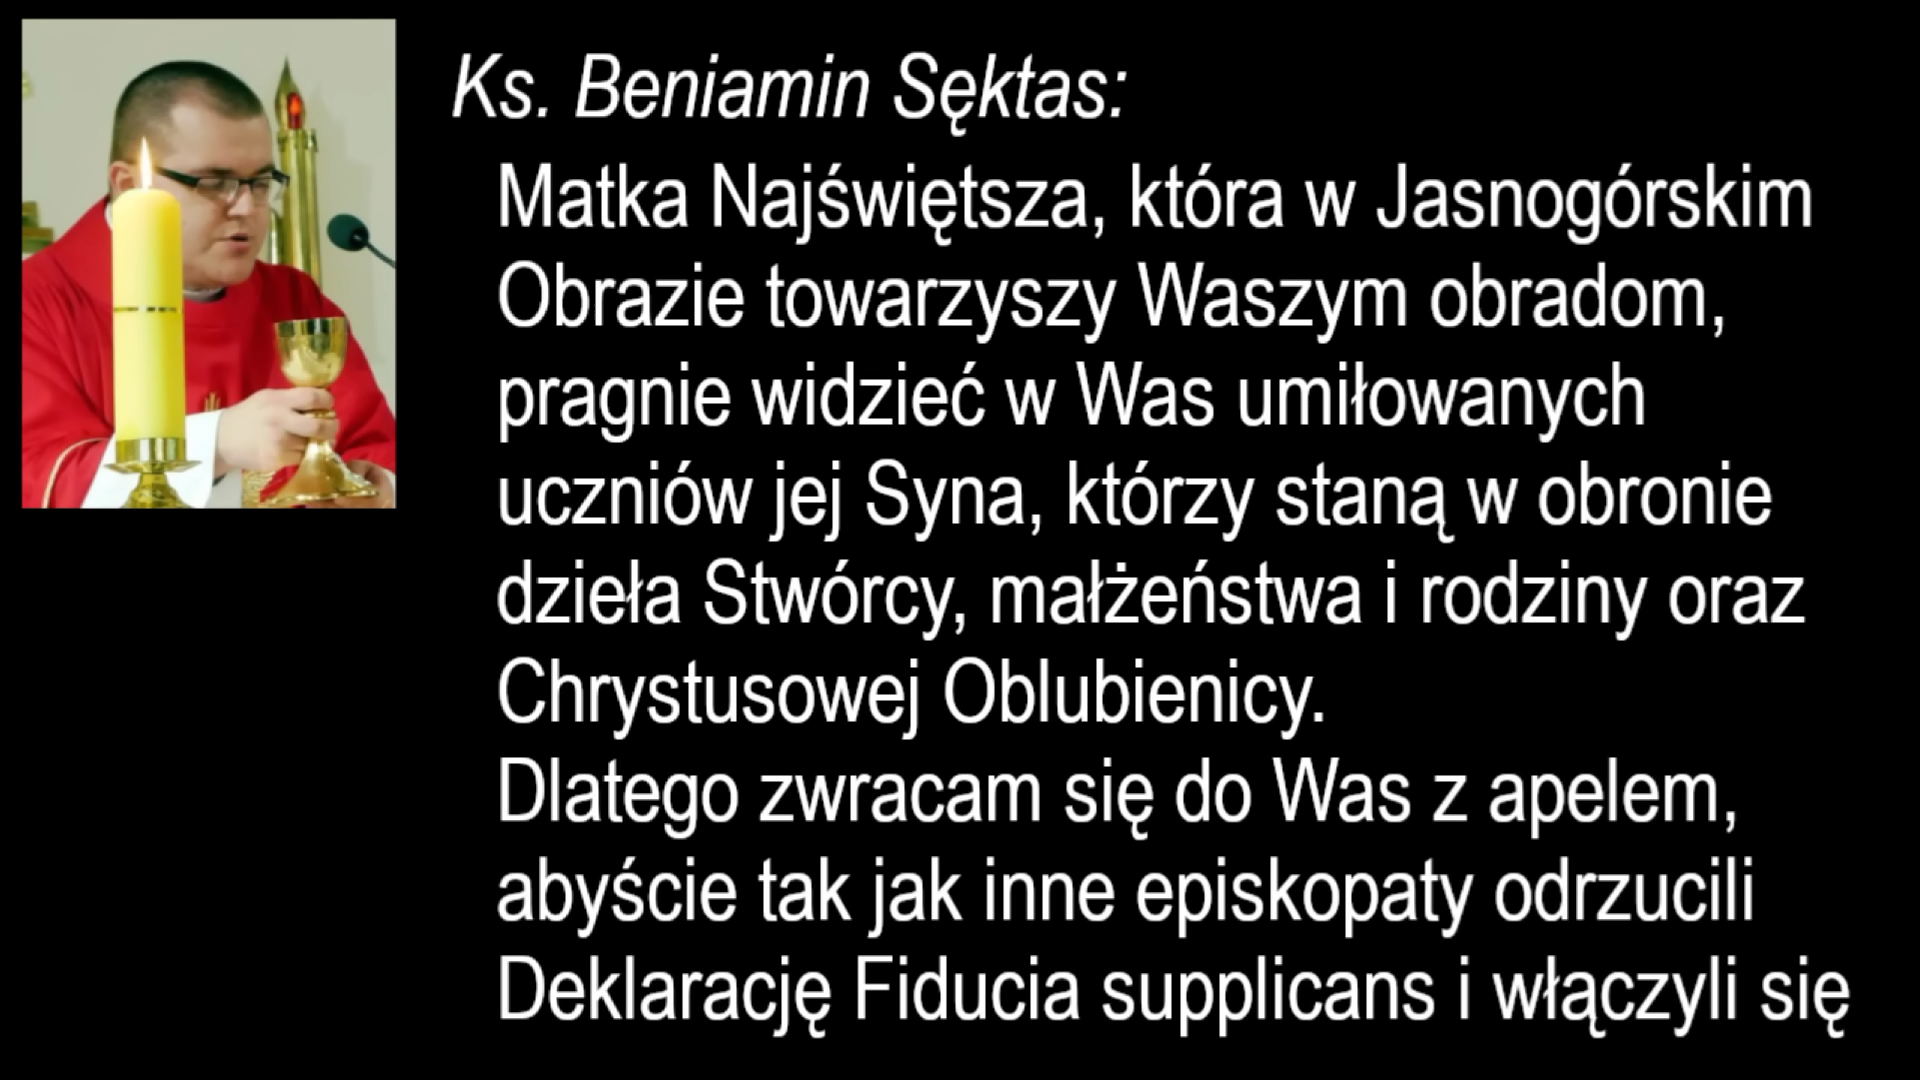 Ks. Beniamin Sęktas:
Matka Najświętsza, która w Jasnogórskim
Obrazie towarzyszy Waszym obradom,
pragnie widzieć w Was umiłowanych
uczniów jej Syna, którzy staną w obronie
dzieła Stwórcy, małżeństwa i rodziny oraz
Chrystusowej Oblubienicy.
Dlatego zwracam się do Was z apelem,
abyście tak jak inne episkopaty odrzucili
Deklarację Fiducia supplicans i włączyli się